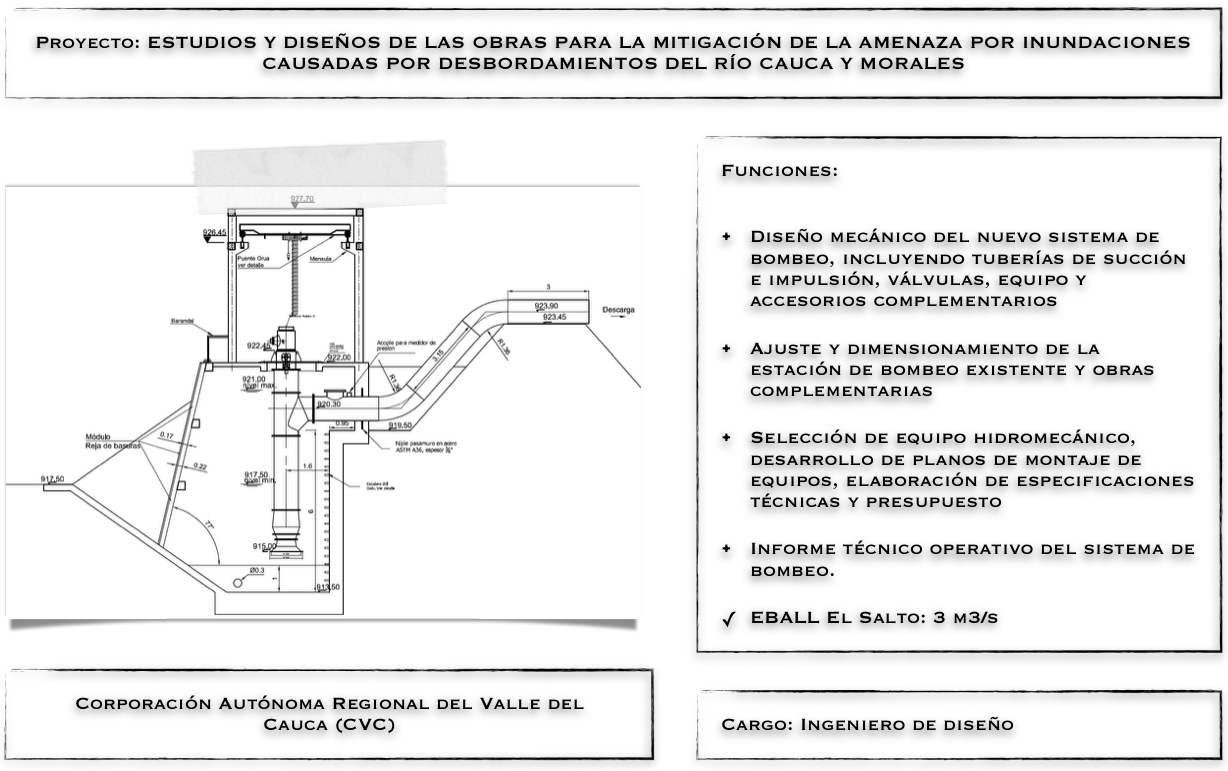 Proyecto: ESTUDIOS Y DISEÑOS DE LAS OBRAS PARA LA MITIGACIÓN DE LA AMENAZA POR INUNDACIONES
CAUSADAS POR DESBORDAMIENTOS DEL RÍO CAUCA Y MORALES
927.70
926.45
Puente Grua
ver detalle
Mensula
Barandal
922.45
922.00
921.00
nivel max.
Acople para medidor de
presion
3
923.90
923.45
Descarga
3.15
R1.36
R1.36
920.30
0.95
919.50
Niple pasamuro en acero
ASTM A36, espesor ⅜"
Módulo
Reja de basuras
0.17
0.22
917.50
917.50
nivel min.
1.6
6
77°
915.00
Ø0.3
1
913.50
Funciones:
+ Diseño mecánico del nuevo sistema de
bombeo, incluyendo tuberías de succión
e impulsión, válvulas, equipo y
accesorios complementarios
+ Ajuste y dimensionamiento de la
estación de bombeo existente y obras
complementarias
+ Selección de equipo hidromecánico,
desarrollo de planos de montaje de
equipos, elaboración de especificaciones
técnicas y presupuesto
+ Informe técnico operativo del sistema de
bombeo.
✓ EBALL El Salto: 3 m3/s
Corporación Autónoma Regional del Valle del
Cauca (CVC)
Cargo: Ingeniero de diseño